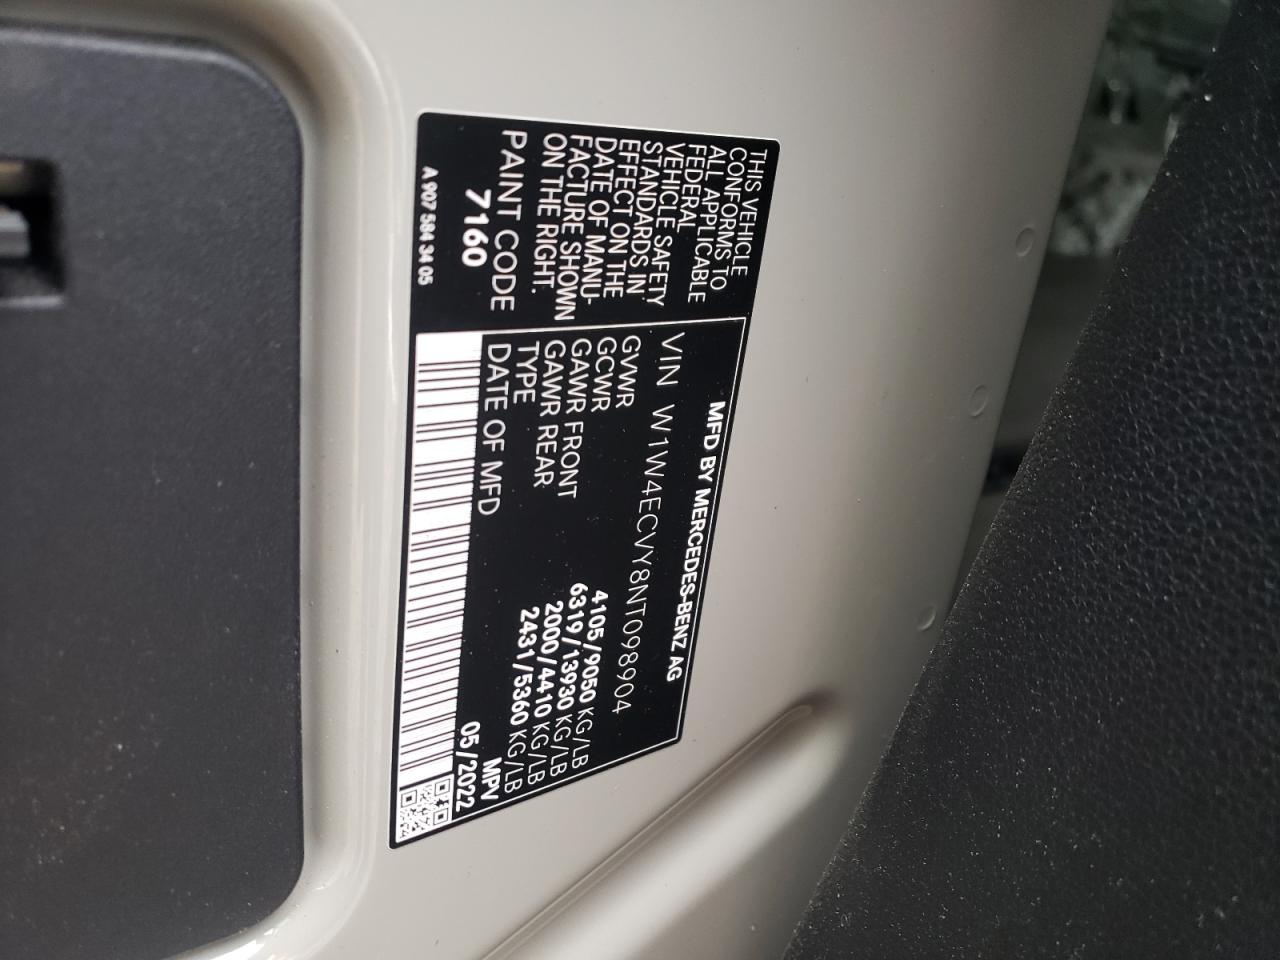 THIS VEHICLE
CONFORMS TO
ALL APPLICABLE
FEDERAL
VEHICLE SAFETY
STANDARDS IN
EFFECT ON THE
DATE OF MANU-
FACTURE SHOWN
ON THE RIGHT.
PAINT CODE
7160
A 907 584 34 05
MFD BY MERCEDES-BENZ AG
VIN W1W4ECVY8NT098904
GVWR 4105/9050 KG/LB
GCWR 6319/13930 KG/LB
GAWR FRONT 2000/4410 KG/LB
GAWR REAR 2431/5360 KG/LB
TYPE MPV
DATE OF MFD 05/2022